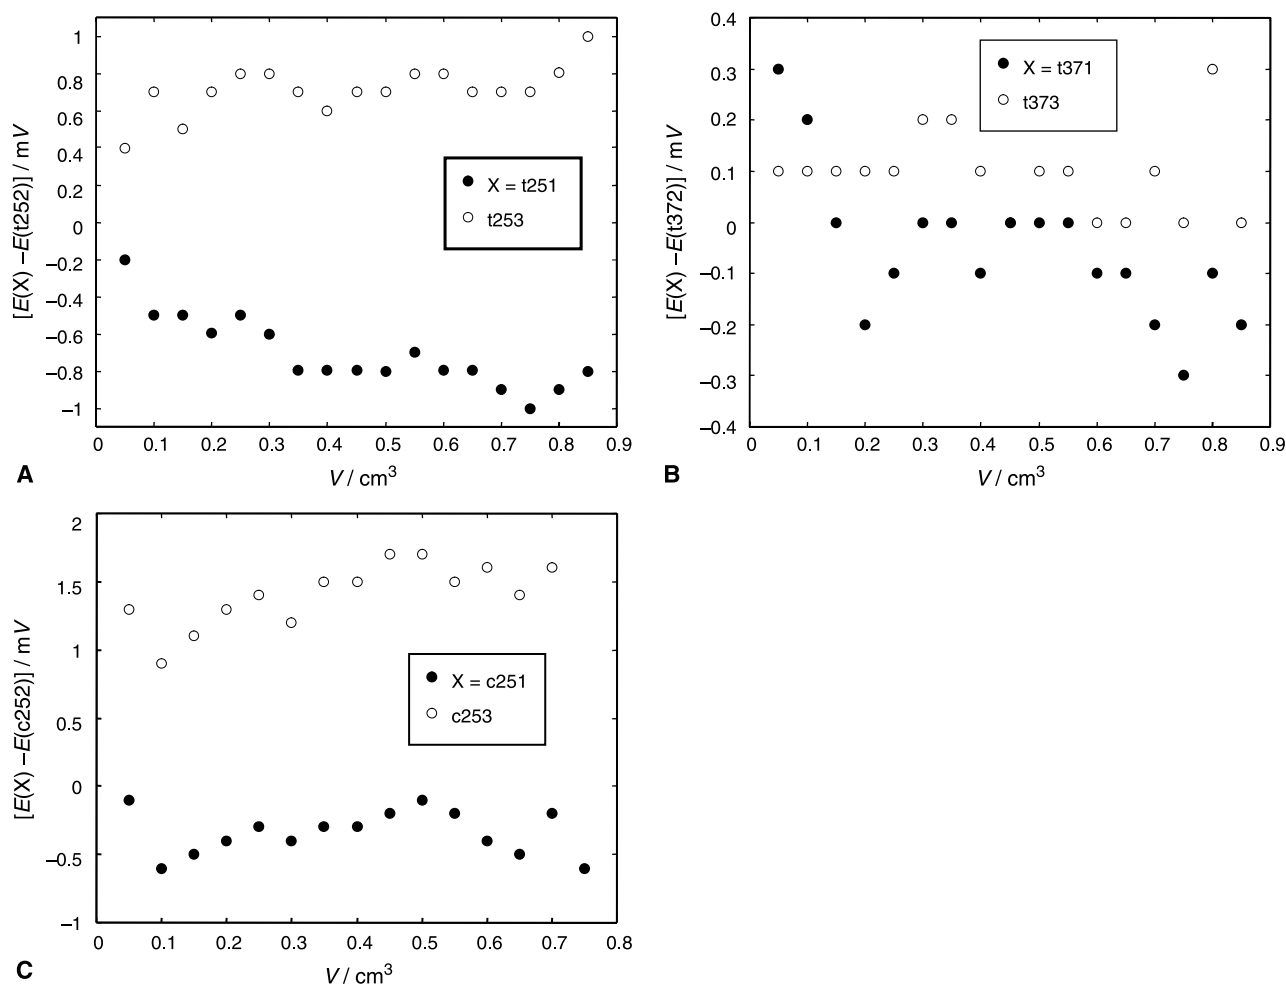 1
0.8
0.6
0.4
0.2
0
−0.2
−0.4
−0.6
−0.8
−1
[E(X) −E(t252)] / mV
X = t251
t253
0 0.1 0.2 0.3 0.4 0.5 0.6 0.7 0.8 0.9
V / cm³
A
0.4
0.3
0.2
0.1
0
−0.1
−0.2
−0.3
−0.4
[E(X) −E(t372)] / mV
X = t371
t373
0 0.1 0.2 0.3 0.4 0.5 0.6 0.7 0.8 0.9
V / cm³
B
2
1.5
1
0.5
0
−0.5
−1
[E(X) −E(c252)] / mV
X = c251
c253
0 0.1 0.2 0.3 0.4 0.5 0.6 0.7 0.8
V / cm³
C